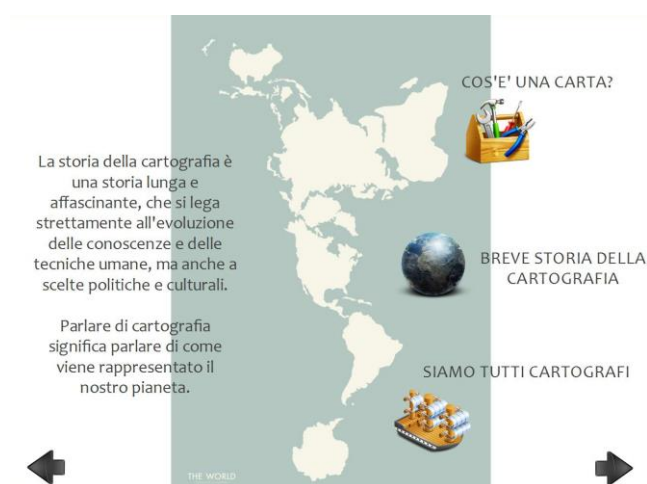 COS'E' UNA CARTA?
La storia della cartografia è
una storia lunga e
affascinante, che si lega
strettamente all'evoluzione
delle conoscenze e delle
tecniche umane, ma anche a
scelte politiche e culturali.
Parlare di cartografia
significa parlare di come
viene rappresentato il
nostro pianeta.
BREVE STORIA DELLA
CARTOGRAFIA
SIAMO TUTTI CARTOGRAFI
THE WORLD